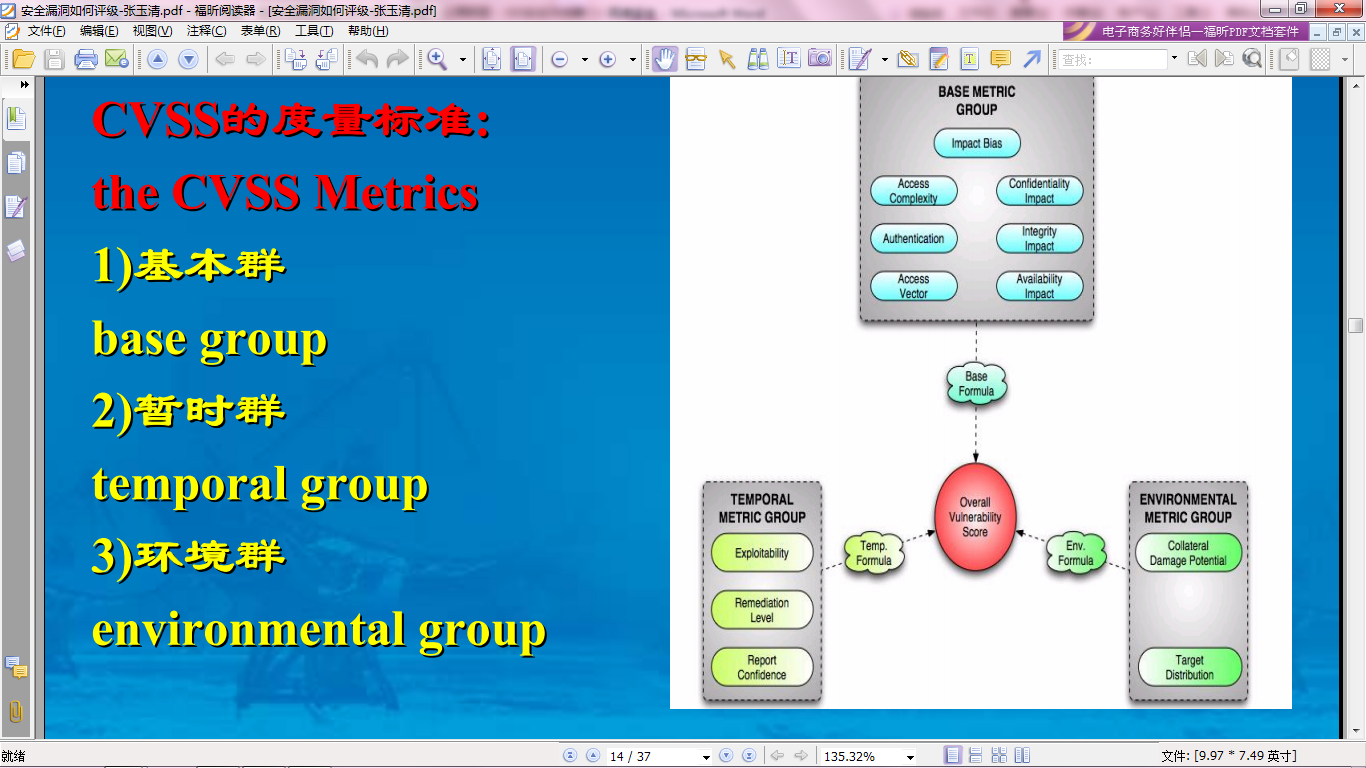 安全漏洞如何评级-张玉清.pdf - 福昕阅读器 - [安全漏洞如何评级-张玉清.pdf]
文件(F) 编辑(E) 视图(V) 注释(C) 表单(R) 工具(T) 帮助(H)
电子商务好伴侣—福昕PDF文档套件
查找:
CVSS的度量标准:
the CVSS Metrics
1)基本群
base group
2)暂时群
temporal group
3)环境群
environmental group
BASE METRIC
GROUP
Impact Bias
Access
Complexity
Confidentiality
Impact
Authentication
Integrity
Impact
Access
Vector
Availability
Impact
Base
Formula
TEMPORAL
METRIC GROUP
Exploitability
Remediation
Level
Report
Confidence
Temp.
Formula
Overall
Vulnerability
Score
Env.
Formula
ENVIRONMENTAL
METRIC GROUP
Collateral
Damage Potential
Target
Distribution
就绪
14 / 37
135.32%
文件: [9.97 * 7.49 英寸]